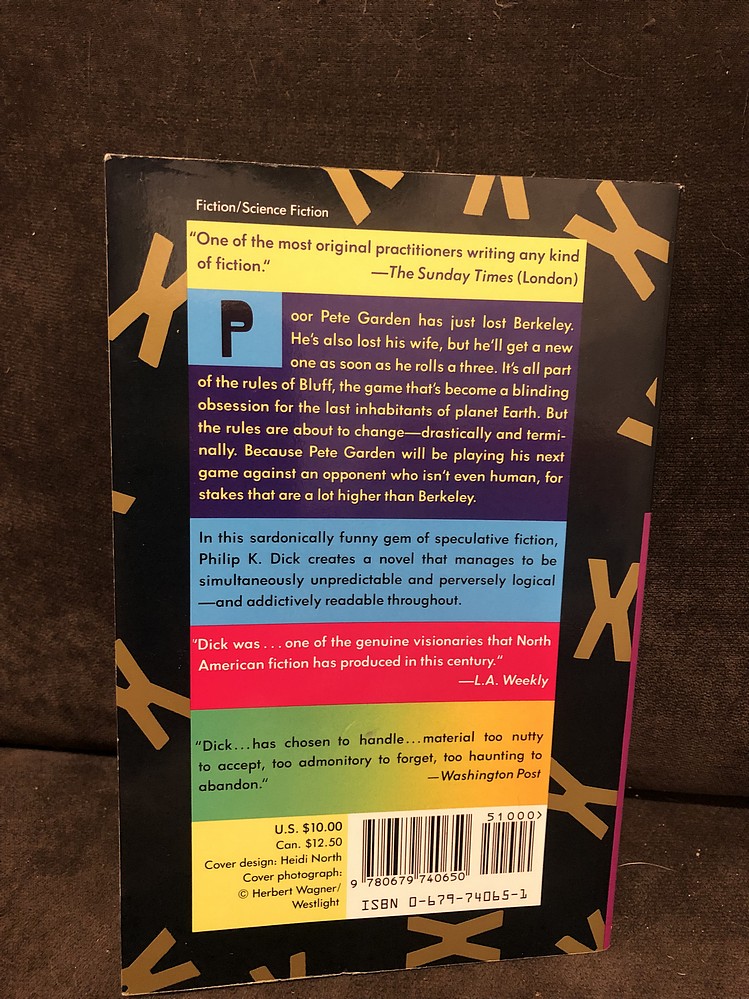 Fiction/Science Fiction
"One of the most original practitioners writing any kind
of fiction." —The Sunday Times (London)
Poor Pete Garden has just lost Berkeley.
He's also lost his wife, but he'll get a new
one as soon as he rolls a three. It's all part
of the rules of Bluff, the game that's become a blinding
obsession for the last inhabitants of planet Earth. But
the rules are about to change—drastically and termi-
nally. Because Pete Garden will be playing his next
game against an opponent who isn't even human, for
stakes that are a lot higher than Berkeley.
In this sardonically funny gem of speculative fiction,
Philip K. Dick creates a novel that manages to be
simultaneously unpredictable and perversely logical
—and addictively readable throughout.
"Dick was . . . one of the genuine visionaries that North
American fiction has produced in this century."
—L.A. Weekly
"Dick...has chosen to handle...material too nutty
to accept, too admonitory to forget, too haunting to
abandon." —Washington Post
U.S. $10.00
Can. $12.50
Cover design: Heidi North
Cover photograph:
© Herbert Wagner/
Westlight
51000>
9 780679 740650
ISBN 0-679-74065-1